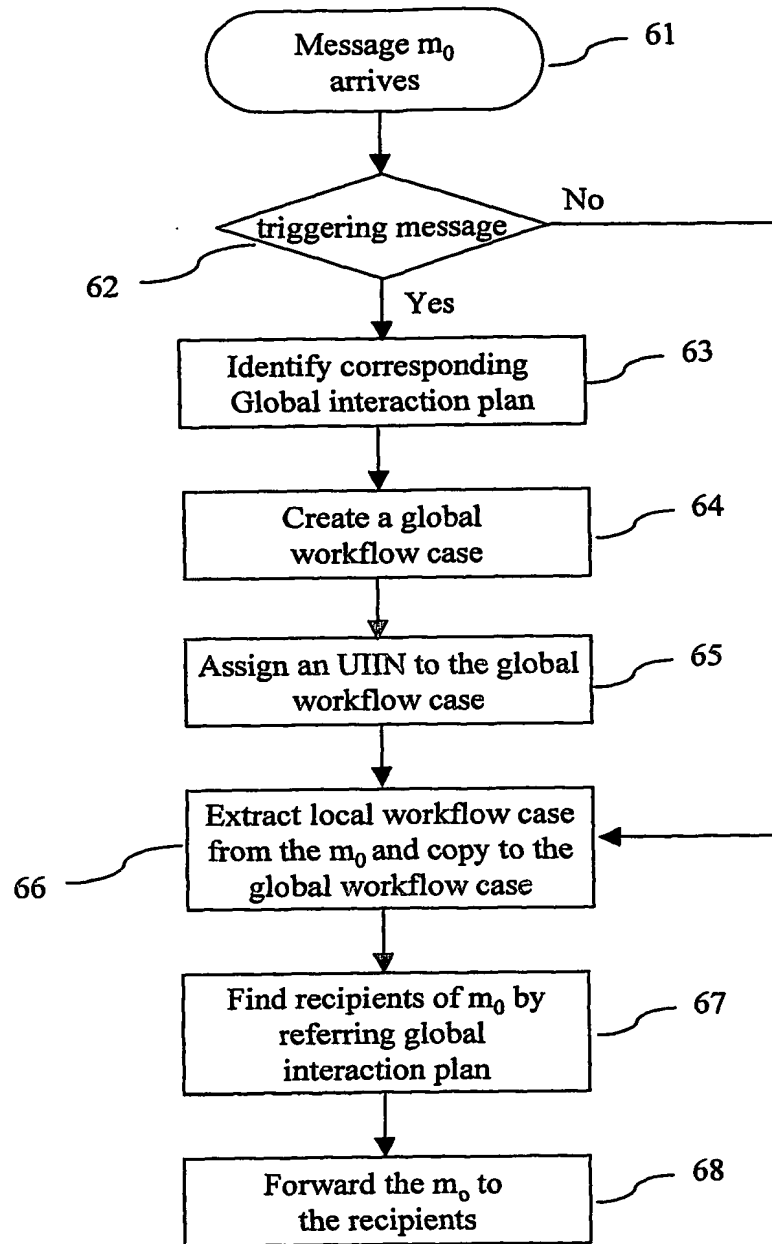 Message m₀
arrives
61
triggering message
No
62
Yes
Identify corresponding
Global interaction plan
63
Create a global
workflow case
64
Assign an UIIN to the global
workflow case
65
Extract local workflow case
from the m₀ and copy to the
global workflow case
66
Find recipients of m₀ by
referring global
interaction plan
67
Forward the mₒ to
the recipients
68